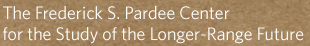 The Frederick S. Pardee Center
for the Study of the Longer-Range Future